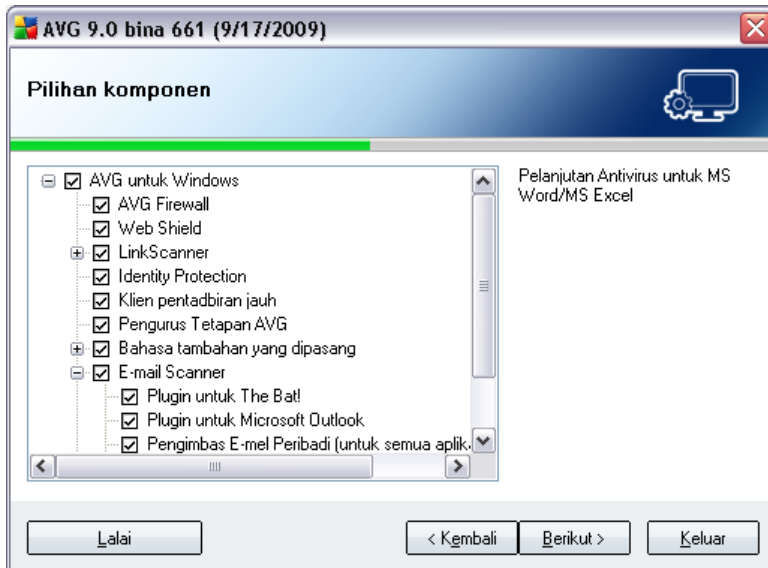 AVG 9.0 bina 661 (9/17/2009)
Pilihan komponen
AVG untuk Windows
AVG Firewall
Web Shield
LinkScanner
Identity Protection
Klien pentadbiran jauh
Pengurus Tetapan AVG
Bahasa tambahan yang dipasang
E-mail Scanner
Plugin untuk The Bat!
Plugin untuk Microsoft Outlook
Pengimbas E-mel Peribadi (untuk semua aplik
Pelanjutan Antivirus untuk MS
Word/MS Excel
Lalai
< Kembali
Berikut >
Keluar